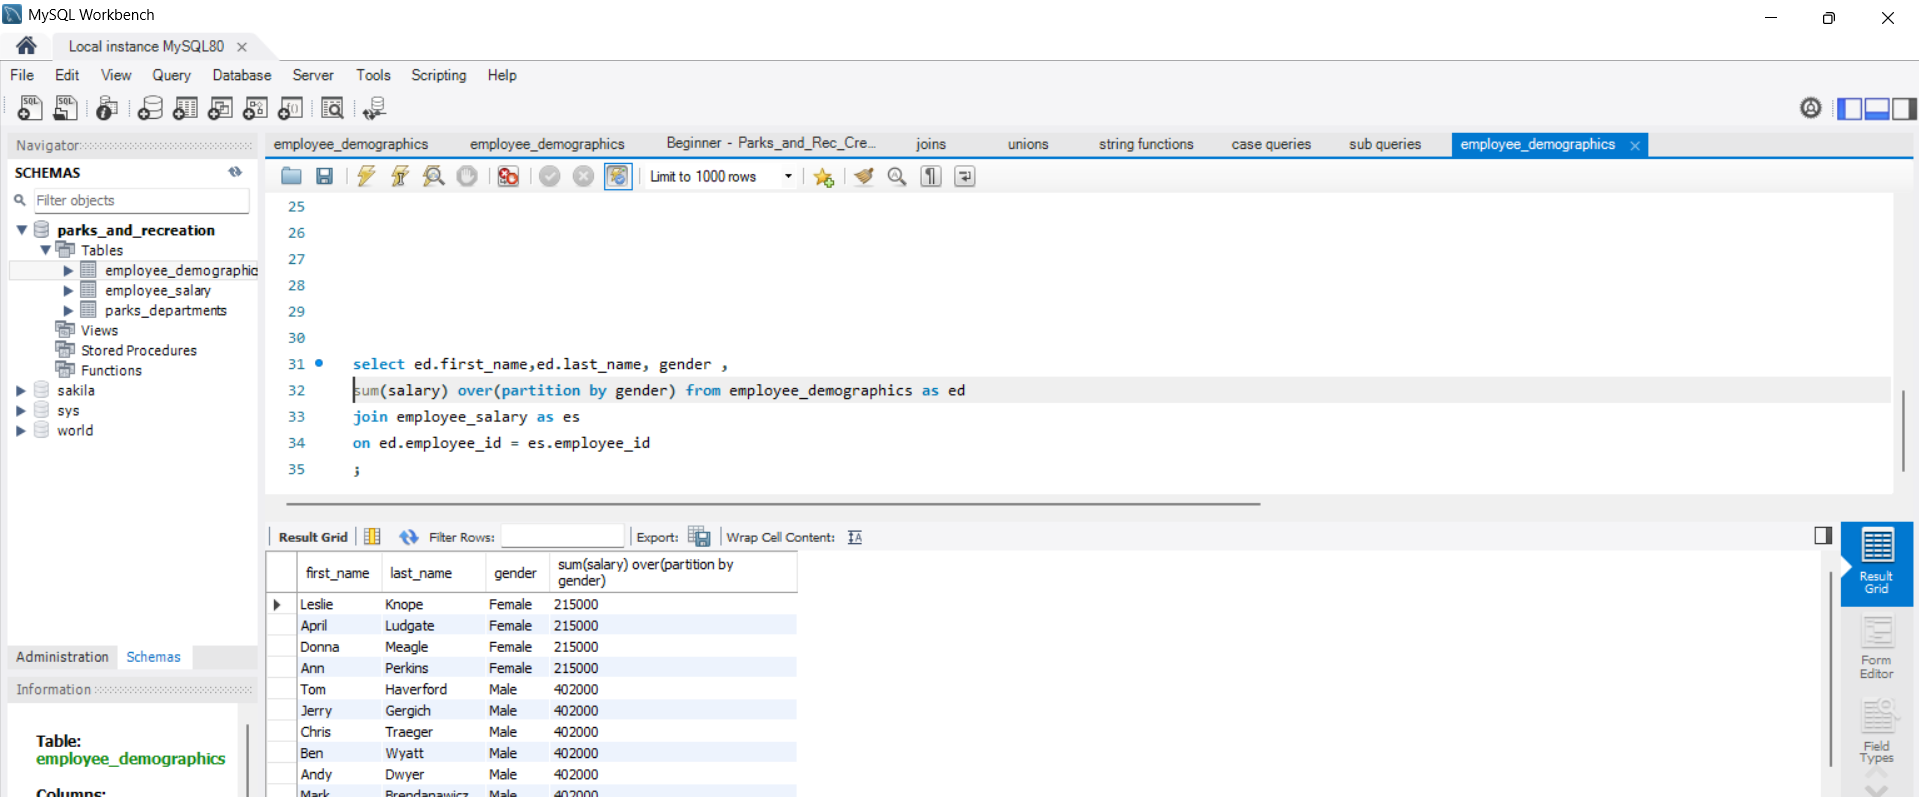 MySQL Workbench
Local instance MySQL80
File Edit View Query Database Server Tools Scripting Help
Navigator
SCHEMAS
Filter objects
parks_and_recreation
Tables
employee_demographic
employee_salary
parks_departments
Views
Stored Procedures
Functions
sakila
sys
world
Administration Schemas
Information
Table:
employee_demographics
Columns:
employee_demographics employee_demographics Beginner - Parks_and_Rec_Cre... joins unions string functions case queries sub queries employee_demographics
Limit to 1000 rows
25
26
27
28
29
30
31 select ed.first_name,ed.last_name, gender ,
32 sum(salary) over(partition by gender) from employee_demographics as ed
33 join employee_salary as es
34 on ed.employee_id = es.employee_id
35 ;
Result Grid Filter Rows: Export: Wrap Cell Content:
first_name last_name gender sum(salary) over(partition by
gender)
Leslie Knope Female 215000
April Ludgate Female 215000
Donna Meagle Female 215000
Ann Perkins Female 215000
Tom Haverford Male 402000
Jerry Gergich Male 402000
Chris Traeger Male 402000
Ben Wyatt Male 402000
Andy Dwyer Male 402000
Mark Brendanawicz Male 402000
Result
Grid
Form
Editor
Field
Types